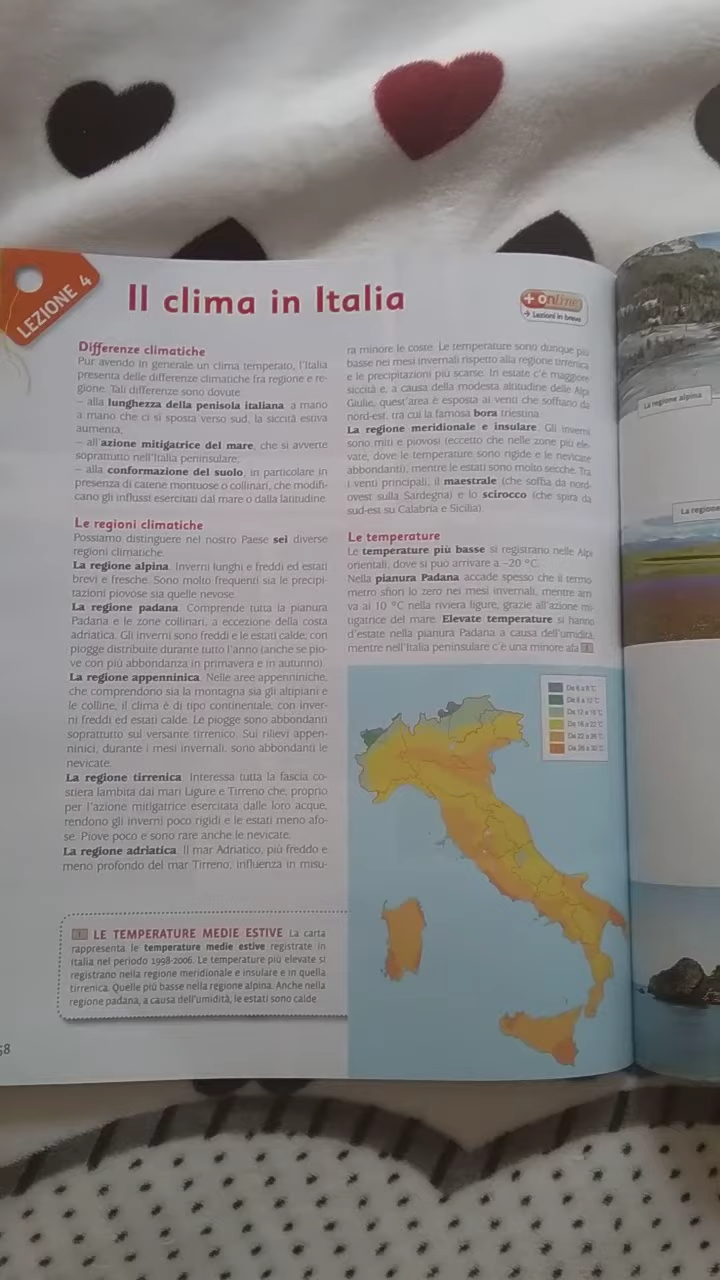 LEZIONE 4
Il clima in Italia
+ online
→ Lezioni in breve
Differenze climatiche
Pur avendo in generale un clima temperato, l'Italia
presenta delle differenze climatiche fra regione e re-
gione. Tali differenze sono dovute
– alla lunghezza della penisola italiana: a mano
a mano che ci si sposta verso sud, la siccità estiva
aumenta;
– all'azione mitigatrice del mare, che si avverte
soprattutto nell'Italia peninsulare;
– alla conformazione del suolo, in particolare in
presenza di catene montuose o collinari, che modifi-
cano gli influssi esercitati dal mare o dalla latitudine.
Le regioni climatiche
Possiamo distinguere nel nostro Paese sei diverse
regioni climatiche.
La regione alpina. Inverni lunghi e freddi ed estati
brevi e fresche. Sono molto frequenti sia le precipi-
tazioni piovose sia quelle nevose.
La regione padana. Comprende tutta la pianura
Padana e le zone collinari, a eccezione della costa
adriatica. Gli inverni sono freddi e le estati calde, con
piogge distribuite durante tutto l'anno (anche se pio-
ve con più abbondanza in primavera e in autunno).
La regione appenninica. Nelle aree appenniniche,
che comprendono sia la montagna sia gli altipiani e
le colline, il clima è di tipo continentale, con inver-
ni freddi ed estati calde. Le piogge sono abbondanti
soprattutto sul versante tirrenico. Sui rilievi appen-
ninici, durante i mesi invernali, sono abbondanti le
nevicate.
La regione tirrenica. Interessa tutta la fascia co-
stiera lambita dai mari Ligure e Tirreno che, proprio
per l'azione mitigatrice esercitata dalle loro acque,
rendono gli inverni poco rigidi e le estati meno afo-
se. Piove poco e sono rare anche le nevicate.
La regione adriatica. Il mar Adriatico, più freddo e
meno profondo del mar Tirreno, influenza in misu-
ra minore le coste. Le temperature sono dunque più
basse nei mesi invernali rispetto alla regione tirrenica
e le precipitazioni più scarse. In estate c'è maggiore
siccità e, a causa della modesta altitudine delle Alpi
Giulie, quest'area è esposta ai venti che soffiano da
nord-est, tra cui la famosa bora triestina.
La regione meridionale e insulare. Gli inverni
sono miti e piovosi (eccetto che nelle zone più ele-
vate, dove le temperature sono rigide e le nevicate
abbondanti), mentre le estati sono molto secche. Tra
i venti principali, il maestrale (che soffia da nord-
ovest sulla Sardegna) e lo scirocco (che spira da
sud-est su Calabria e Sicilia).
Le temperature
Le temperature più basse si registrano nelle Alpi
orientali, dove si può arrivare a –20 °C.
Nella pianura Padana accade spesso che il termo-
metro sfiori lo zero nei mesi invernali, mentre arri-
va ai 10 °C nella riviera ligure, grazie all'azione mi-
tigatrice del mare. Elevate temperature si hanno
d'estate nella pianura Padana a causa dell'umidità,
mentre nell'Italia peninsulare c'è una minore afa 1
Da 6 a 8 °C
Da 8 a 12 °C
Da 12 a 18 °C
Da 18 a 22 °C
Da 22 a 26 °C
Da 26 a 30 °C
1 LE TEMPERATURE MEDIE ESTIVE La carta
rappresenta le temperature medie estive registrate in
Italia nel periodo 1998-2006. Le temperature più elevate si
registrano nella regione meridionale e insulare e in quella
tirrenica. Quelle più basse nella regione alpina. Anche nella
regione padana, a causa dell'umidità, le estati sono calde.
58
La regione alpina
La regione